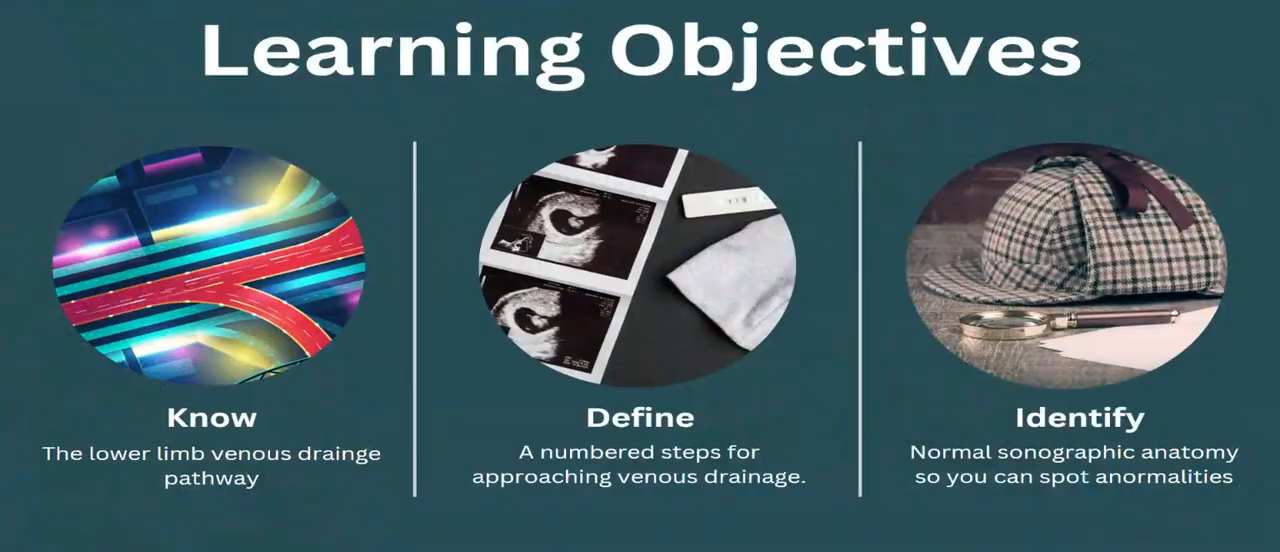 Learning Objectives
Know
The lower limb venous drainge
pathway
Define
A numbered steps for
approaching venous drainage.
Identify
Normal sonographic anatomy
so you can spot anormalities